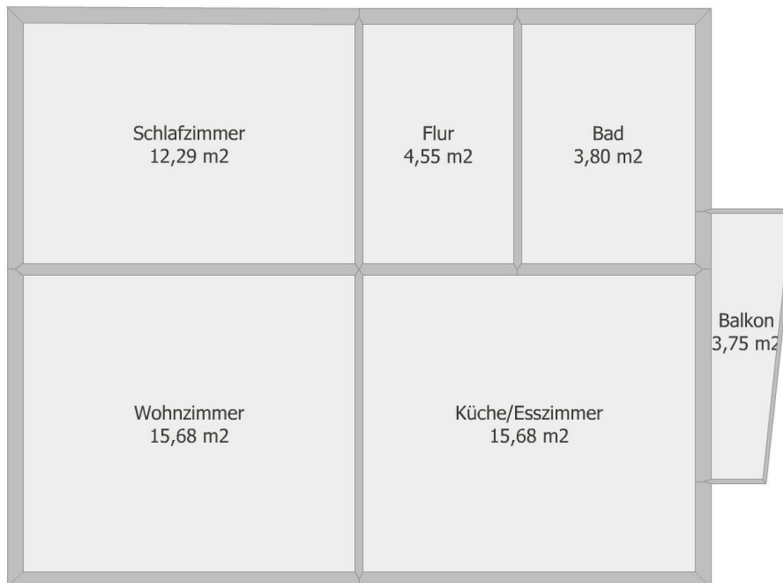 Schlafzimmer
12,29 m2
Flur
4,55 m2
Bad
3,80 m2
Balkon
3,75 m2
Wohnzimmer
15,68 m2
Küche/Esszimmer
15,68 m2